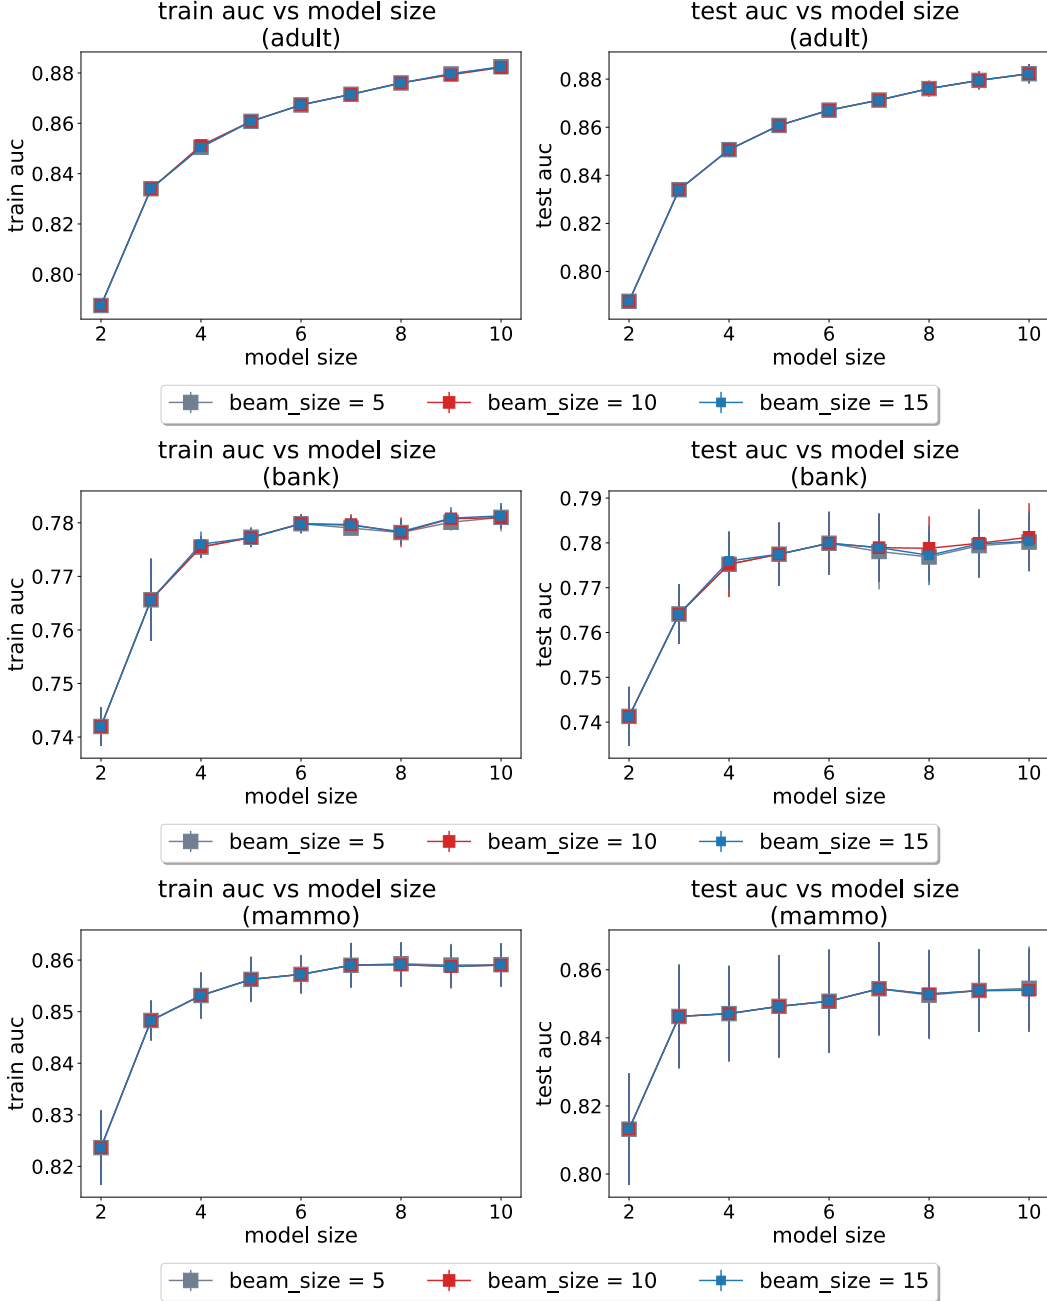 train auc vs model size
(adult)
test auc vs model size
(adult)
train auc
0.88
0.86
0.84
0.82
0.80
2 4 6 8 10
model size
test auc
0.88
0.86
0.84
0.82
0.80
2 4 6 8 10
model size
beam_size = 5 beam_size = 10 beam_size = 15
train auc vs model size
(bank)
test auc vs model size
(bank)
train auc
0.78
0.77
0.76
0.75
0.74
2 4 6 8 10
model size
test auc
0.79
0.78
0.77
0.76
0.75
0.74
2 4 6 8 10
model size
beam_size = 5 beam_size = 10 beam_size = 15
train auc vs model size
(mammo)
test auc vs model size
(mammo)
train auc
0.86
0.85
0.84
0.83
0.82
2 4 6 8 10
model size
test auc
0.86
0.84
0.82
0.80
2 4 6 8 10
model size
beam_size = 5 beam_size = 10 beam_size = 15